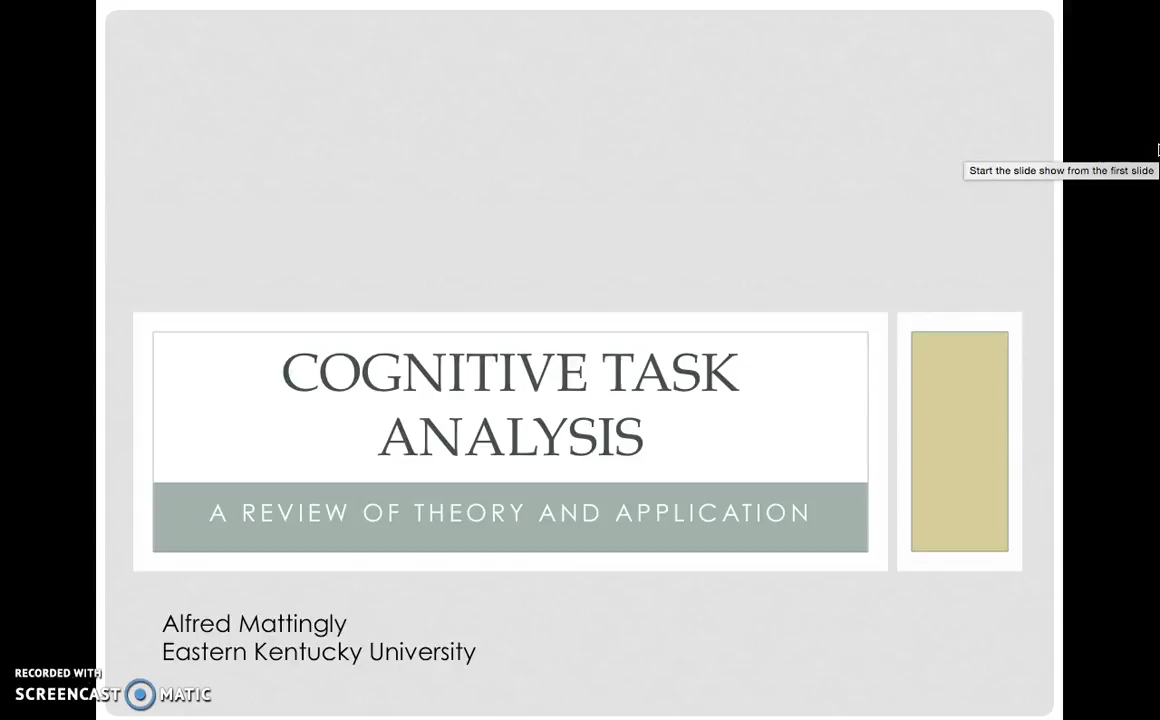 Start the slide show from the first slide
COGNITIVE TASK
ANALYSIS
A REVIEW OF THEORY AND APPLICATION
Alfred Mattingly
Eastern Kentucky University
RECORDED WITH
SCREENCAST MATIC